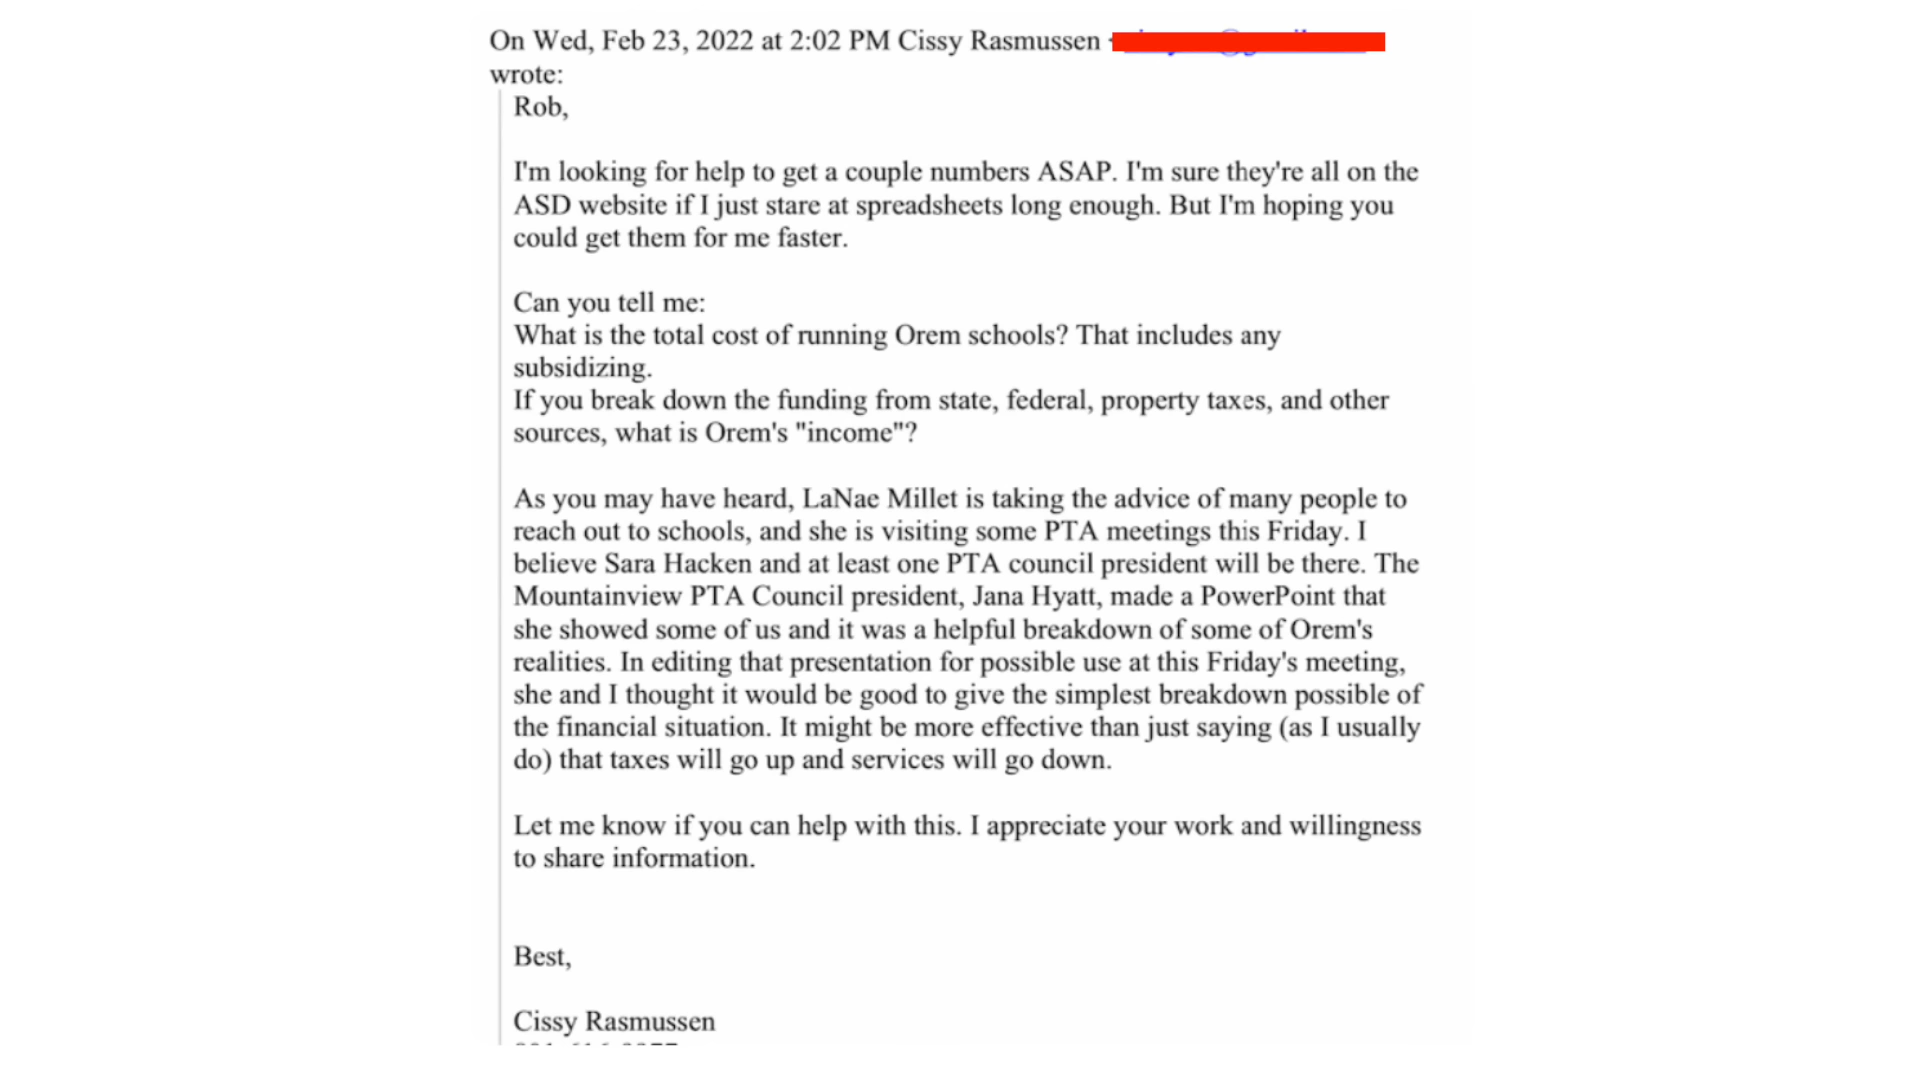 On Wed, Feb 23, 2022 at 2:02 PM Cissy Rasmussen
wrote:
Rob,
I'm looking for help to get a couple numbers ASAP. I'm sure they're all on the
ASD website if I just stare at spreadsheets long enough. But I'm hoping you
could get them for me faster.
Can you tell me:
What is the total cost of running Orem schools? That includes any
subsidizing.
If you break down the funding from state, federal, property taxes, and other
sources, what is Orem's "income"?
As you may have heard, LaNae Millet is taking the advice of many people to
reach out to schools, and she is visiting some PTA meetings this Friday. I
believe Sara Hacken and at least one PTA council president will be there. The
Mountainview PTA Council president, Jana Hyatt, made a PowerPoint that
she showed some of us and it was a helpful breakdown of some of Orem's
realities. In editing that presentation for possible use at this Friday's meeting,
she and I thought it would be good to give the simplest breakdown possible of
the financial situation. It might be more effective than just saying (as I usually
do) that taxes will go up and services will go down.
Let me know if you can help with this. I appreciate your work and willingness
to share information.
Best,
Cissy Rasmussen